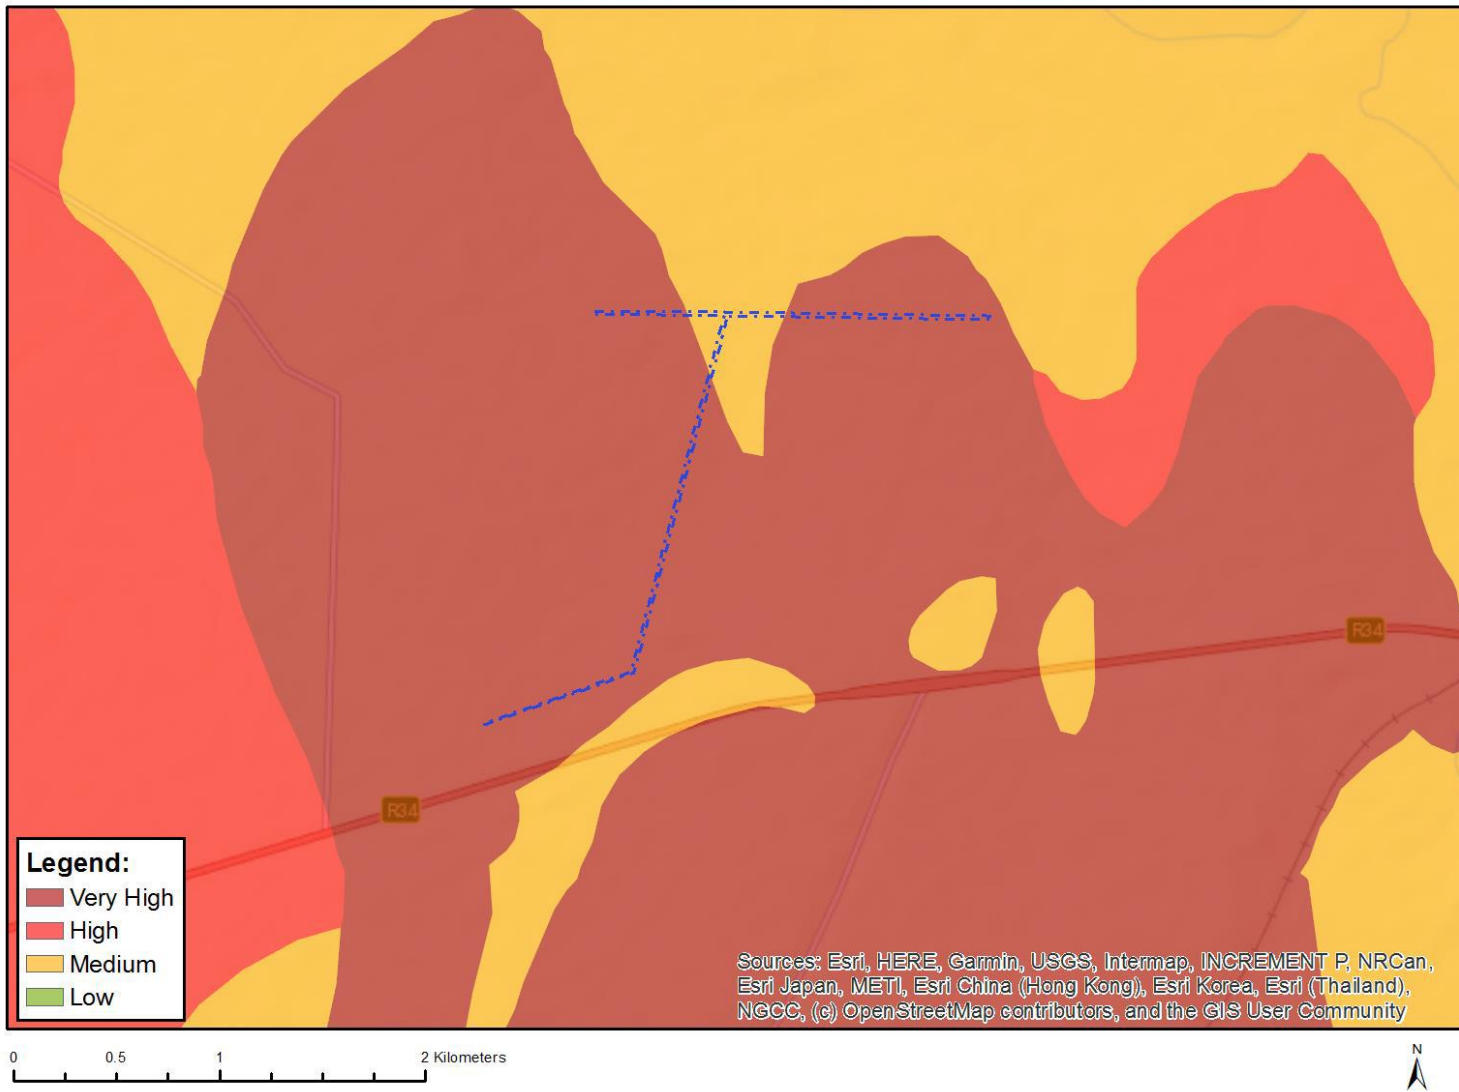 R34
R34
Legend:
Very High
High
Medium
Low
Sources: Esri, HERE, Garmin, USGS, Intermap, INCREMENT P, NRCan,
Esri Japan, METI, Esri China (Hong Kong), Esri Korea, Esri (Thailand),
NGCC, (c) OpenStreetMap contributors, and the GIS User Community
0 0.5 1 2 Kilometers
N